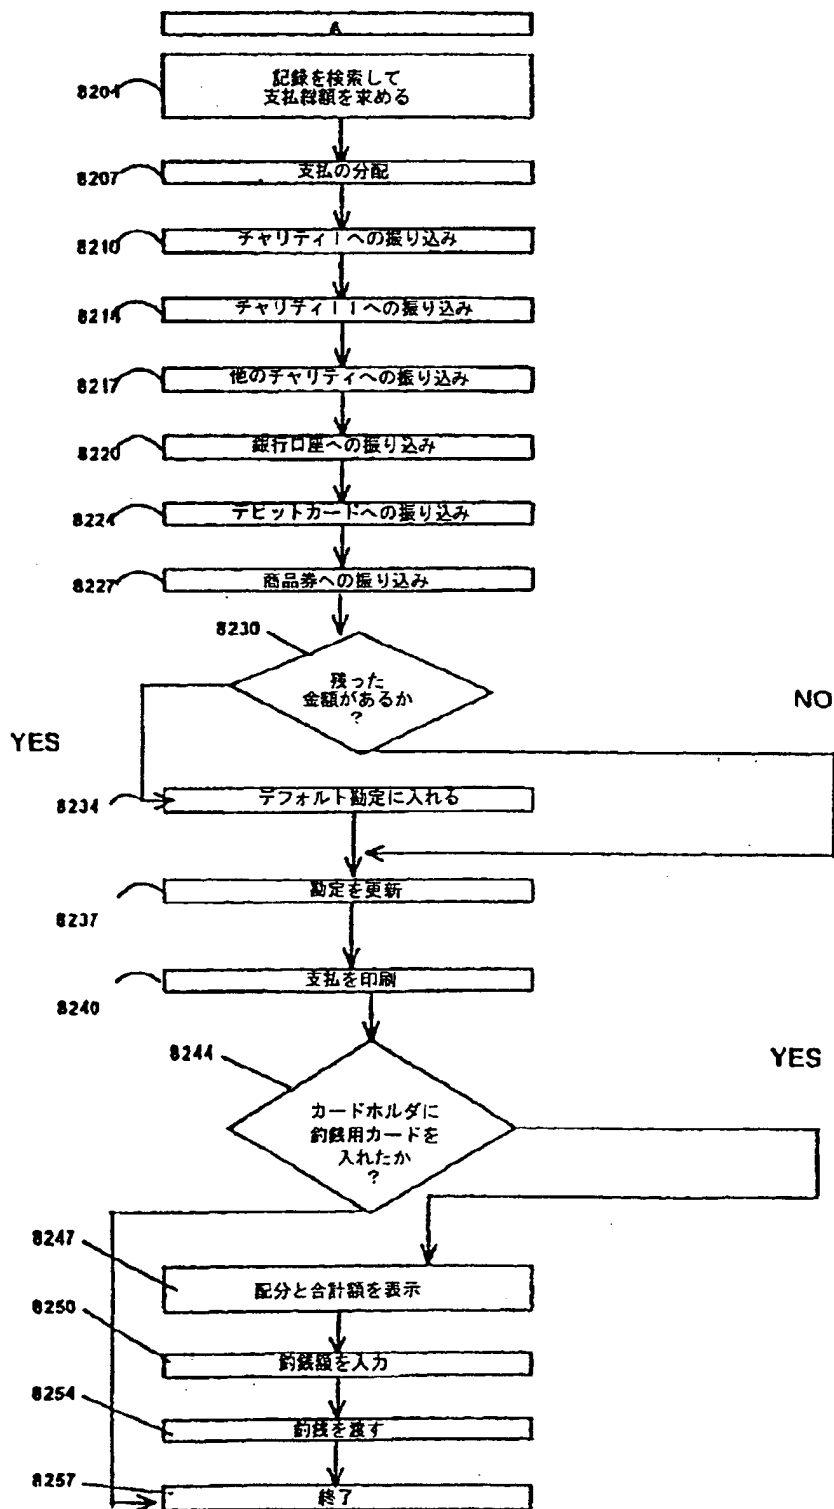 A
8204
記録を検索して
支払総額を求める
8207
支払の分配
8210
チャリティIへの振り込み
8214
チャリティIIへの振り込み
8217
他のチャリティへの振り込み
8220
銀行口座への振り込み
8224
デビットカードへの振り込み
8227
商品券への振り込み
8230
残った
金額があるか
?
NO
YES
8234
デフォルト勘定に入れる
8237
勘定を更新
8240
支払を印刷
8244
YES
カードホルダに
釣銭用カードを
入れたか
?
8247
配分と合計額を表示
8250
釣銭額を入力
8254
釣銭を渡す
8257
終了